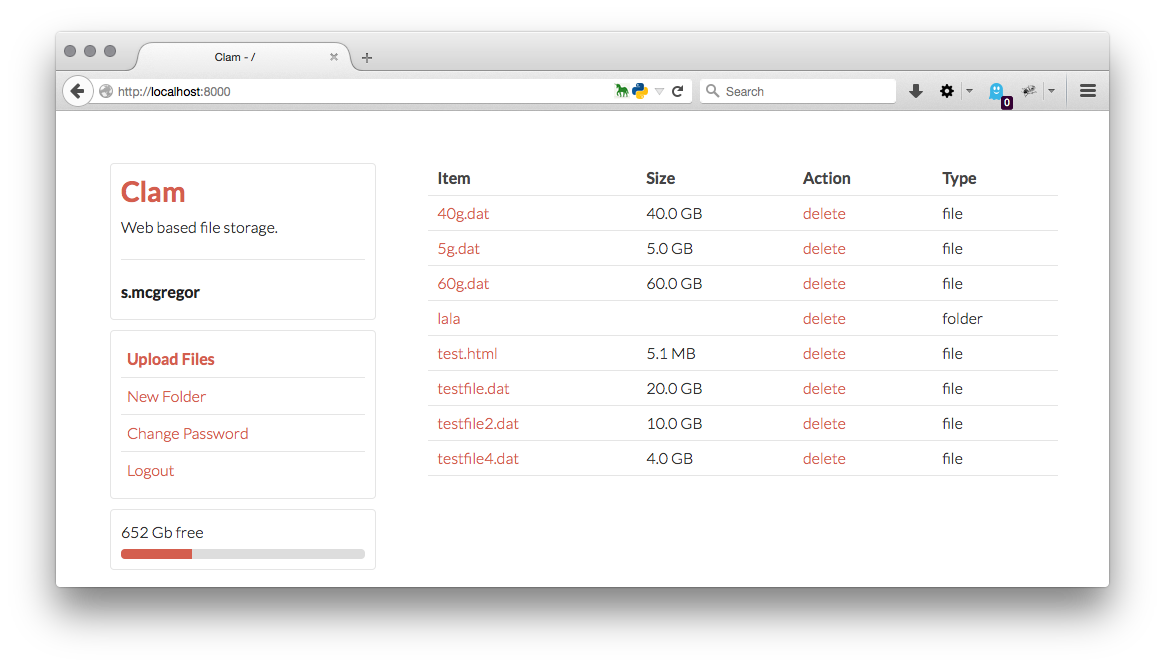 Clam - /
http://localhost:8000
Search
0
Clam
Web based file storage.
s.mcgregor
Upload Files
New Folder
Change Password
Logout
652 Gb free
Item Size Action Type
40g.dat 40.0 GB delete file
5g.dat 5.0 GB delete file
60g.dat 60.0 GB delete file
lala delete folder
test.html 5.1 MB delete file
testfile.dat 20.0 GB delete file
testfile2.dat 10.0 GB delete file
testfile4.dat 4.0 GB delete file